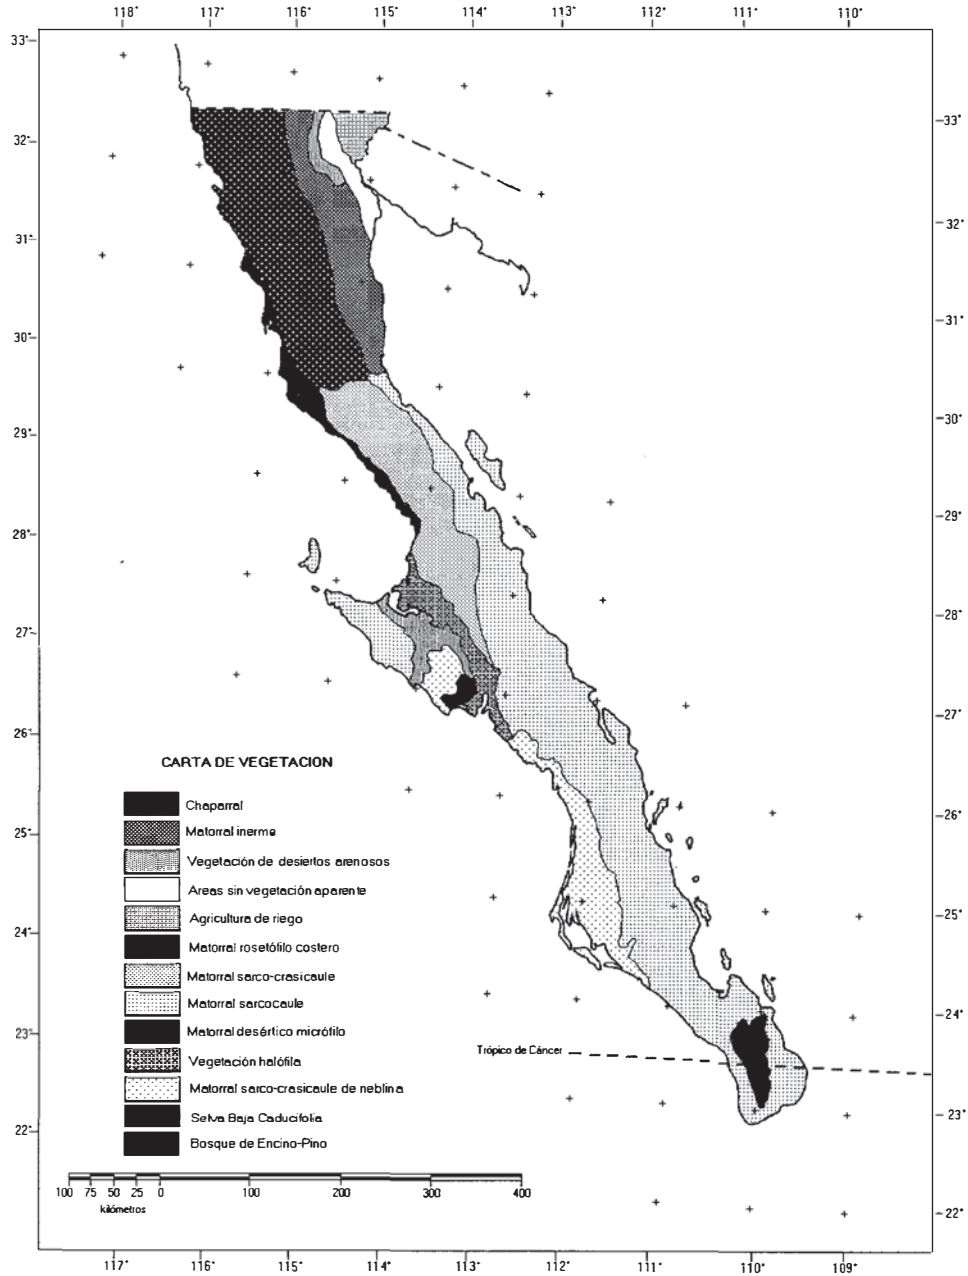 118° 117° 116° 115° 114° 113° 112° 111° 110°
33°
32°
31°
30°
29°
28°
27°
26°
25°
24°
23°
22°
33°
32°
31°
30°
29°
28°
27°
26°
25°
24°
23°
22°
CARTA DE VEGETACION
Chaparral
Matorral inerme
Vegetación de desiertos arenosos
Areas sin vegetación aparente
Agricultura de riego
Matorral rosetófilo costero
Matorral sarco-crasicaule
Matorral sarcocaule
Matorral desértico micrófilo
Vegetación halófila
Matorral sarco-crasicaule de neblina
Selva Baja Caducifolia
Bosque de Encino-Pino
Trópico de Cáncer
100 75 50 25 0 100 200 300 400
kilómetros
117° 116° 115° 114° 113° 112° 111° 110° 109°